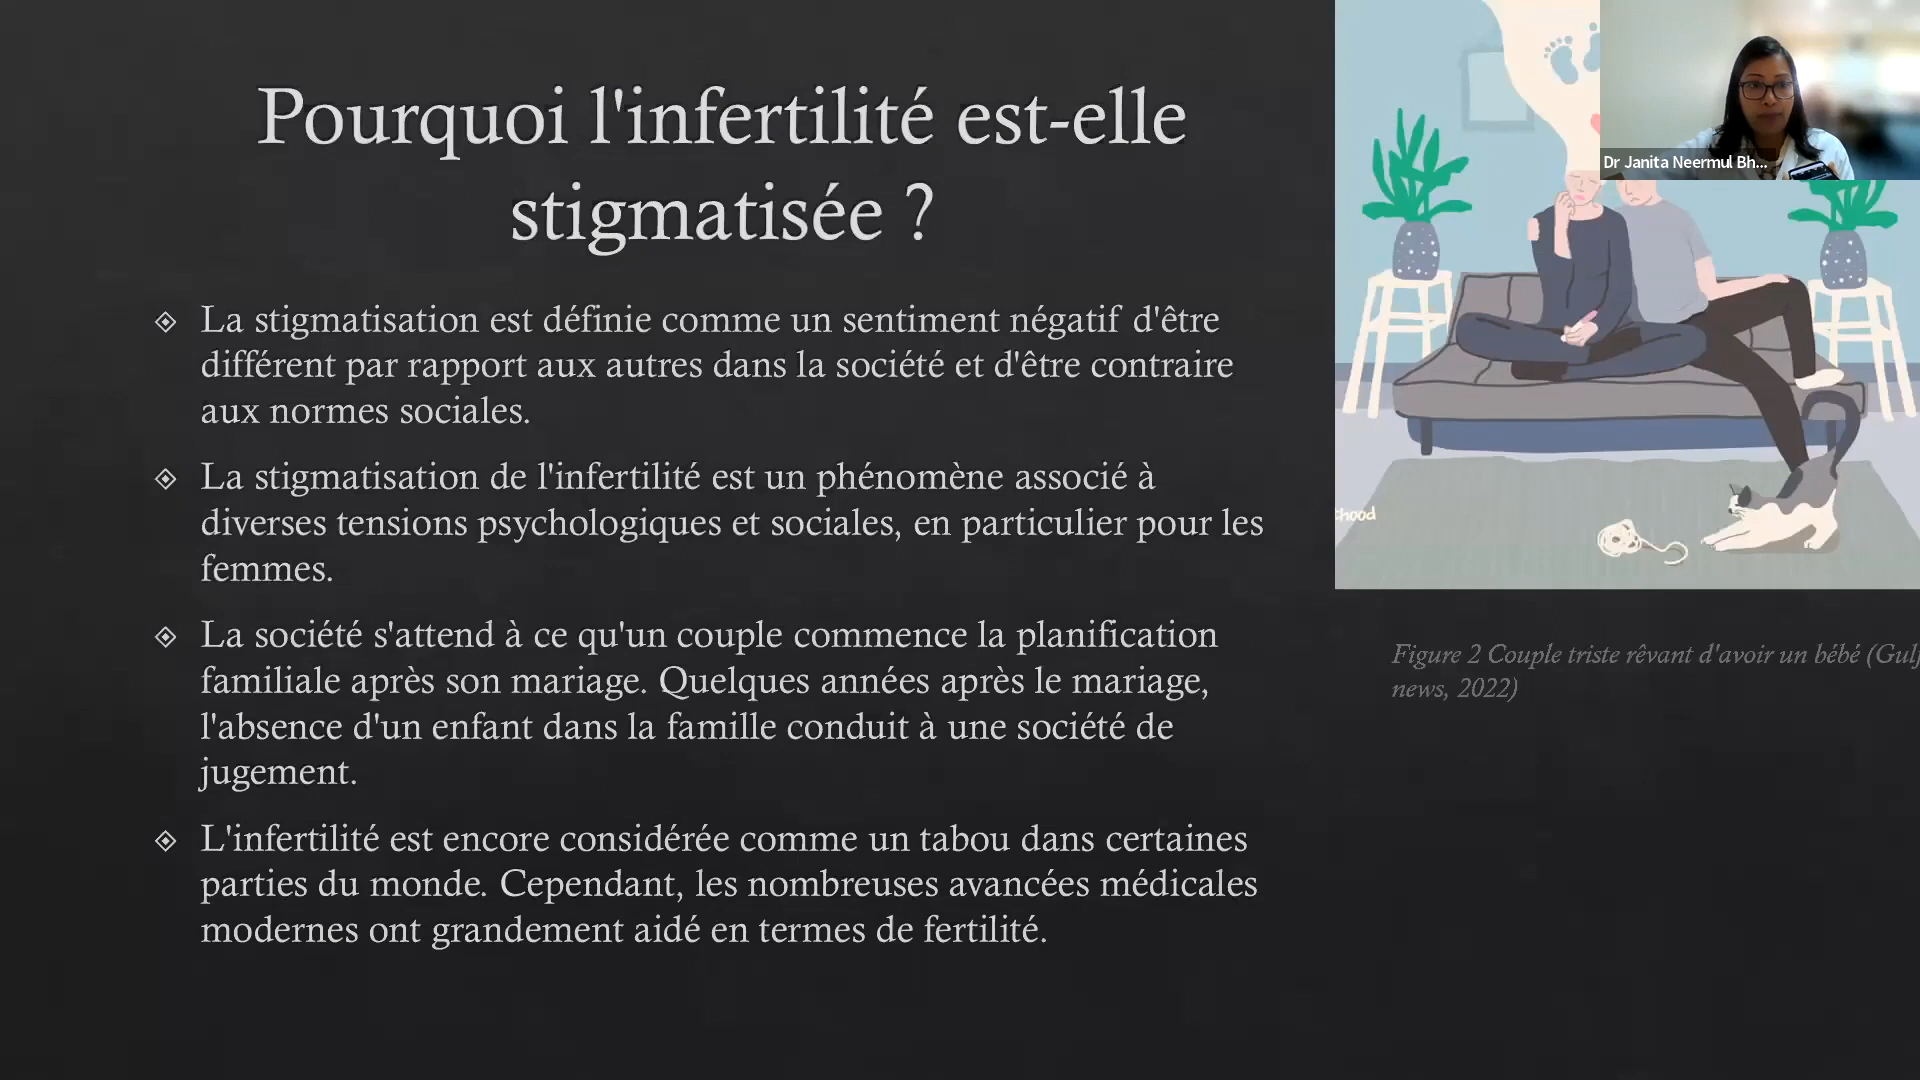 Pourquoi l'infertilité est-elle
stigmatisée ?
La stigmatisation est définie comme un sentiment négatif d'être
différent par rapport aux autres dans la société et d'être contraire
aux normes sociales.
La stigmatisation de l'infertilité est un phénomène associé à
diverses tensions psychologiques et sociales, en particulier pour les
femmes.
La société s'attend à ce qu'un couple commence la planification
familiale après son mariage. Quelques années après le mariage,
l'absence d'un enfant dans la famille conduit à une société de
jugement.
L'infertilité est encore considérée comme un tabou dans certaines
parties du monde. Cependant, les nombreuses avancées médicales
modernes ont grandement aidé en termes de fertilité.
Dr Janita Neermul Bh...
hood
Figure 2 Couple triste rêvant d'avoir un bébé (Gulf
news, 2022)